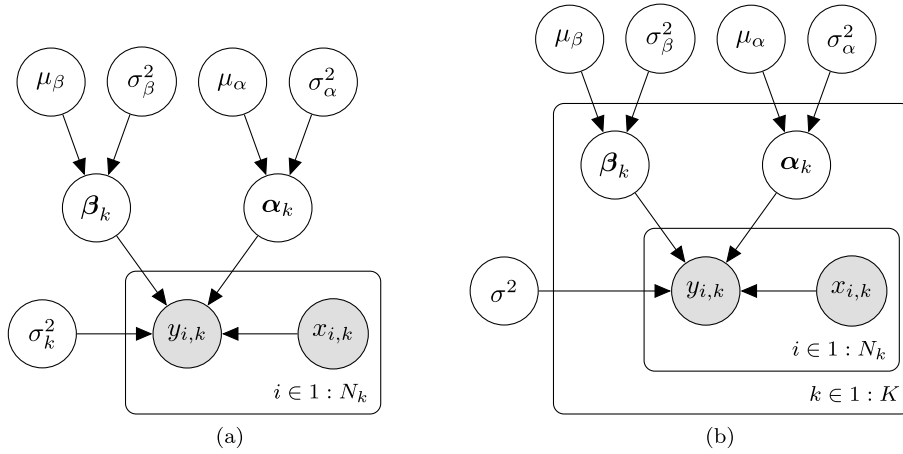 μ_β σ²_β μ_α σ²_α
β_k α_k
σ²_k y_{i,k} x_{i,k}
i ∈ 1 : N_k
(a)
μ_β σ²_β μ_α σ²_α
β_k α_k
σ² y_{i,k} x_{i,k}
i ∈ 1 : N_k
k ∈ 1 : K
(b)